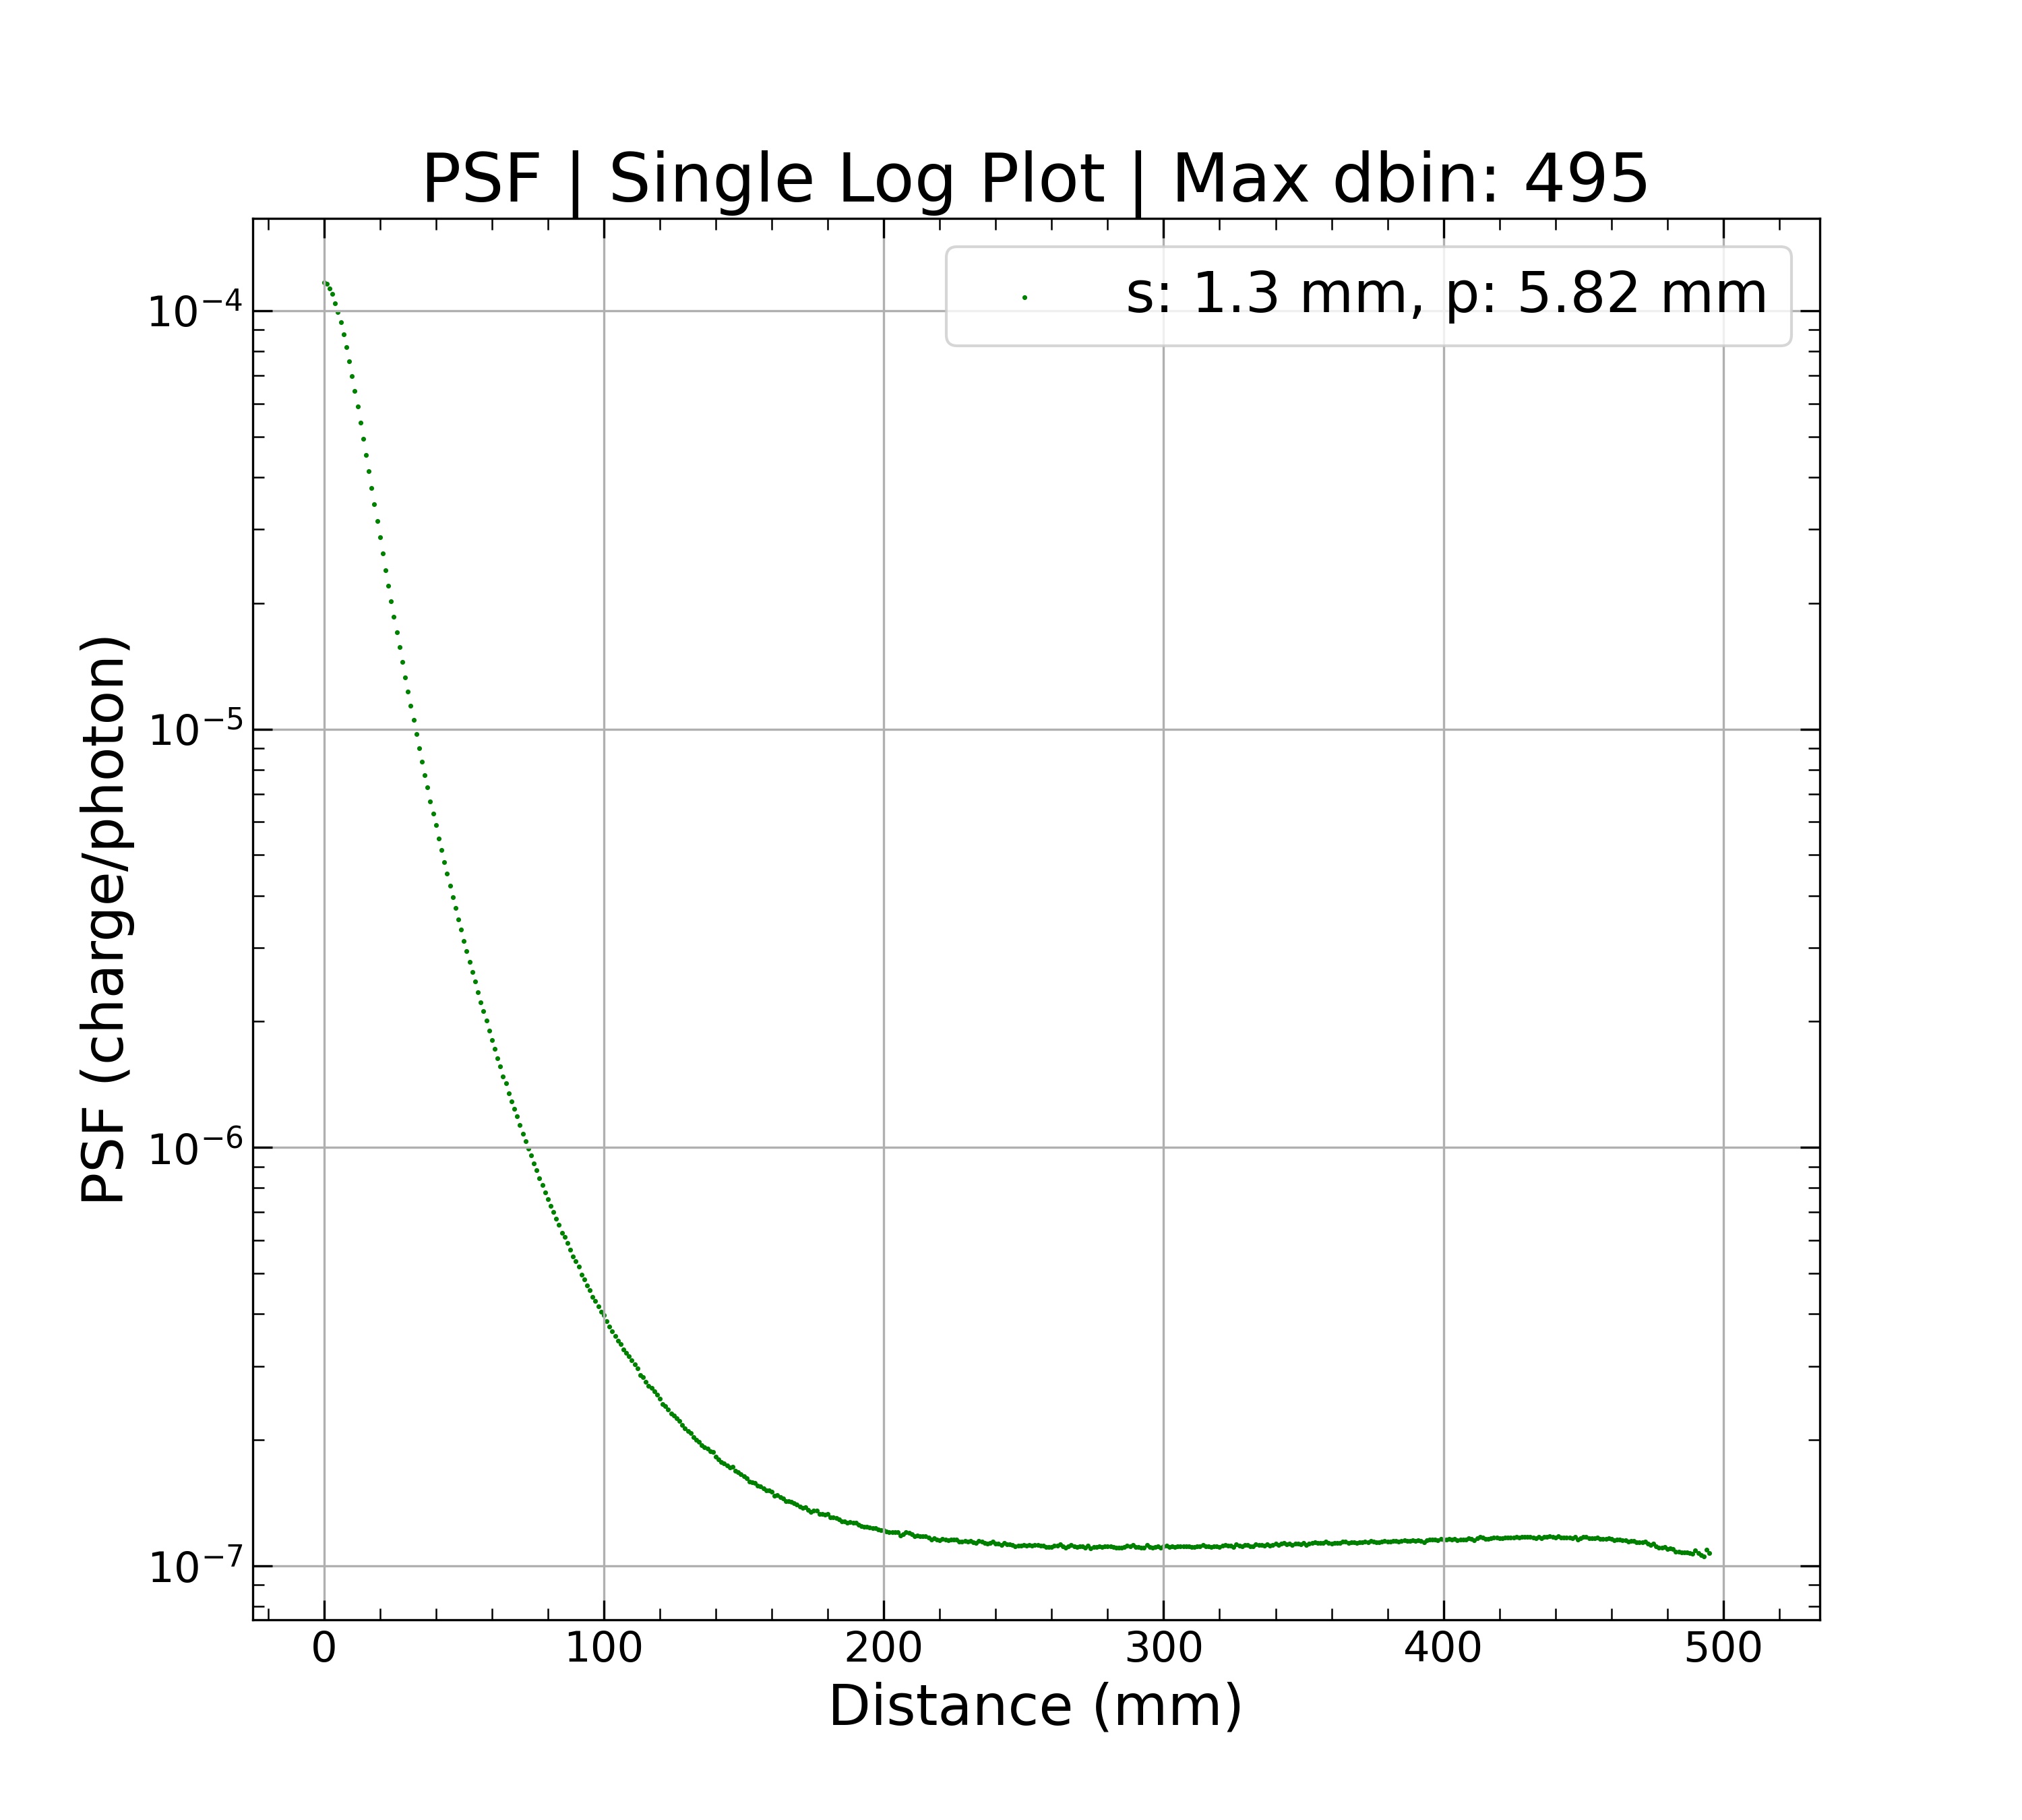 PSF | Single Log Plot | Max dbin: 495
s: 1.3 mm, p: 5.82 mm
10⁻⁴
10⁻⁵
10⁻⁶
10⁻⁷
PSF (charge/photon)
0 100 200 300 400 500
Distance (mm)